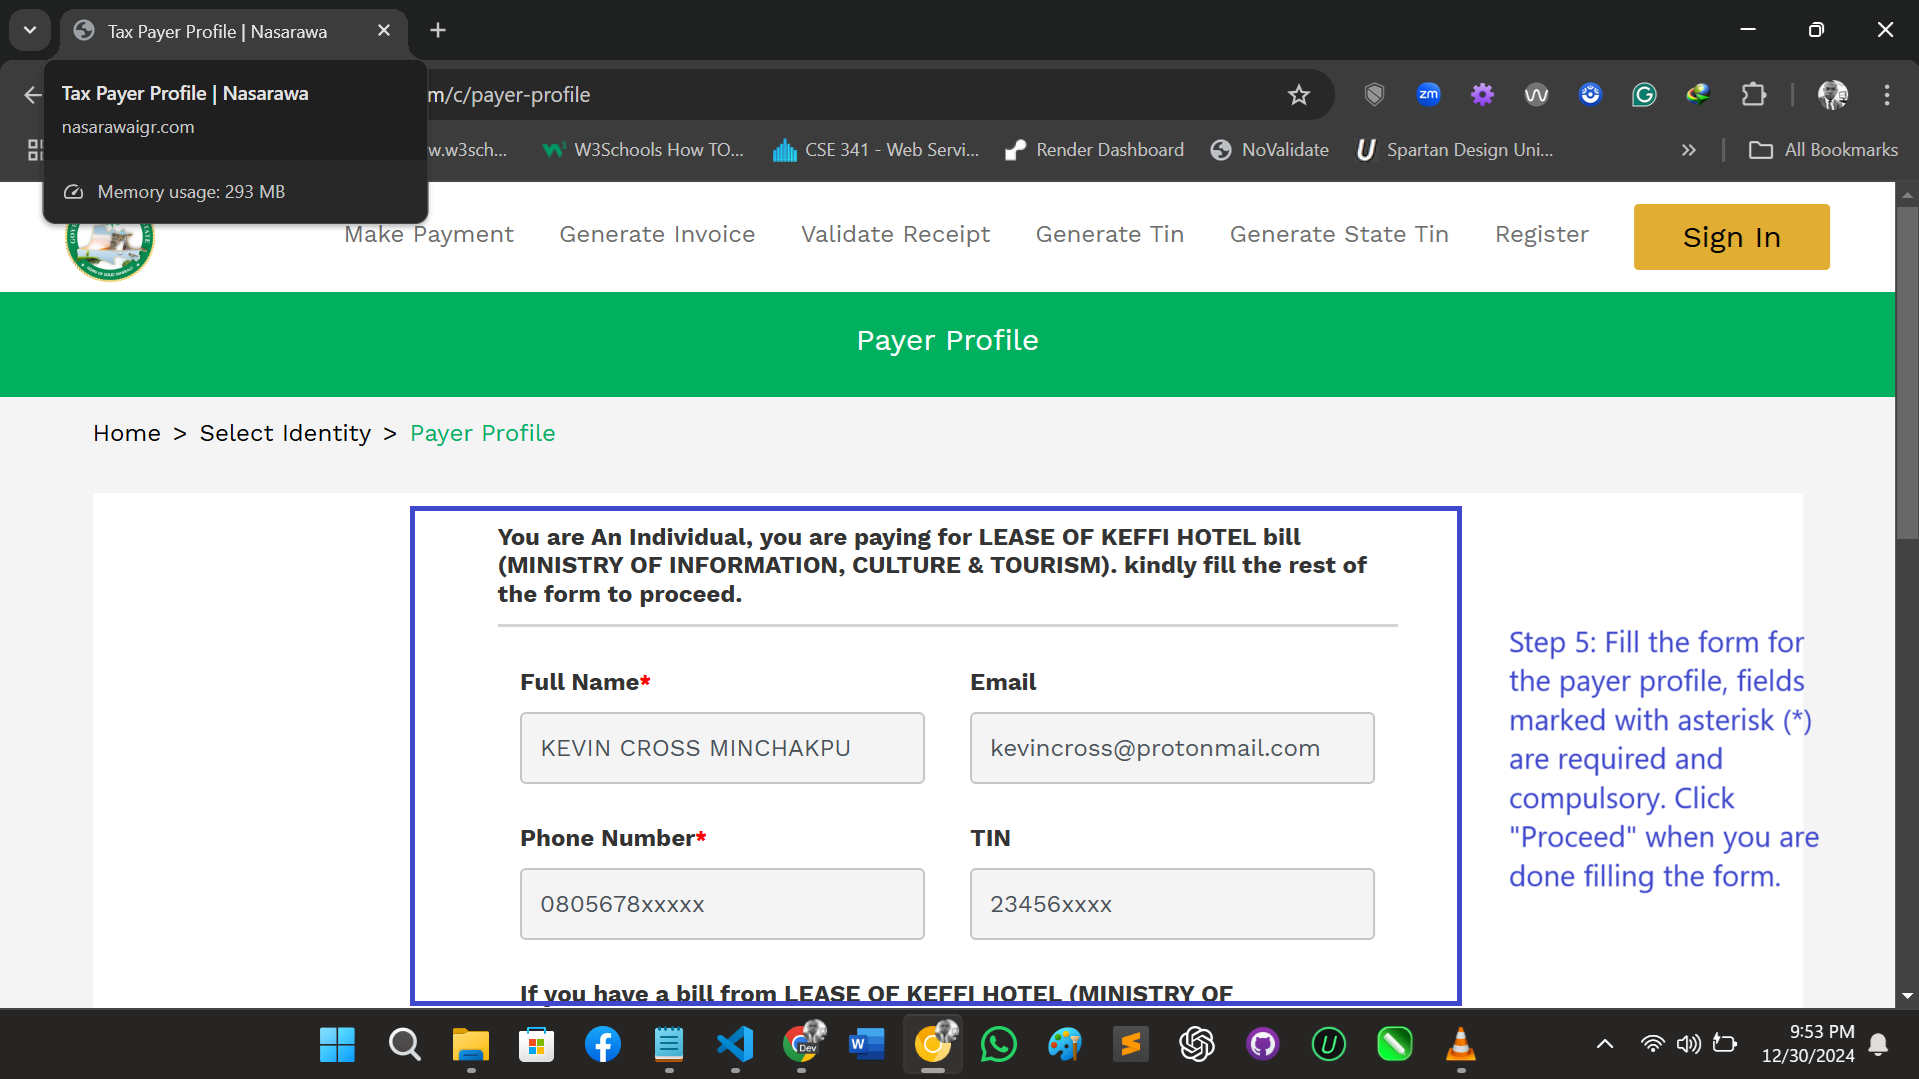 Tax Payer Profile | Nasarawa
Tax Payer Profile | Nasarawa
nasarawaigr.com
Memory usage: 293 MB
m/c/payer-profile
zm
w.w3sch...
W3Schools How TO...
CSE 341 - Web Servi...
Render Dashboard
NoValidate
Spartan Design Uni...
All Bookmarks
Make Payment
Generate Invoice
Validate Receipt
Generate Tin
Generate State Tin
Register
Sign In
Payer Profile
Home > Select Identity > Payer Profile
You are An Individual, you are paying for LEASE OF KEFFI HOTEL bill
(MINISTRY OF INFORMATION, CULTURE & TOURISM). kindly fill the rest of
the form to proceed.
Full Name*
Email
KEVIN CROSS MINCHAKPU
kevincross@protonmail.com
Phone Number*
TIN
0805678xxxxx
23456xxxx
If you have a bill from LEASE OF KEFFI HOTEL (MINISTRY OF
Step 5: Fill the form for
the payer profile, fields
marked with asterisk (*)
are required and
compulsory. Click
"Proceed" when you are
done filling the form.
Dev
9:53 PM
12/30/2024